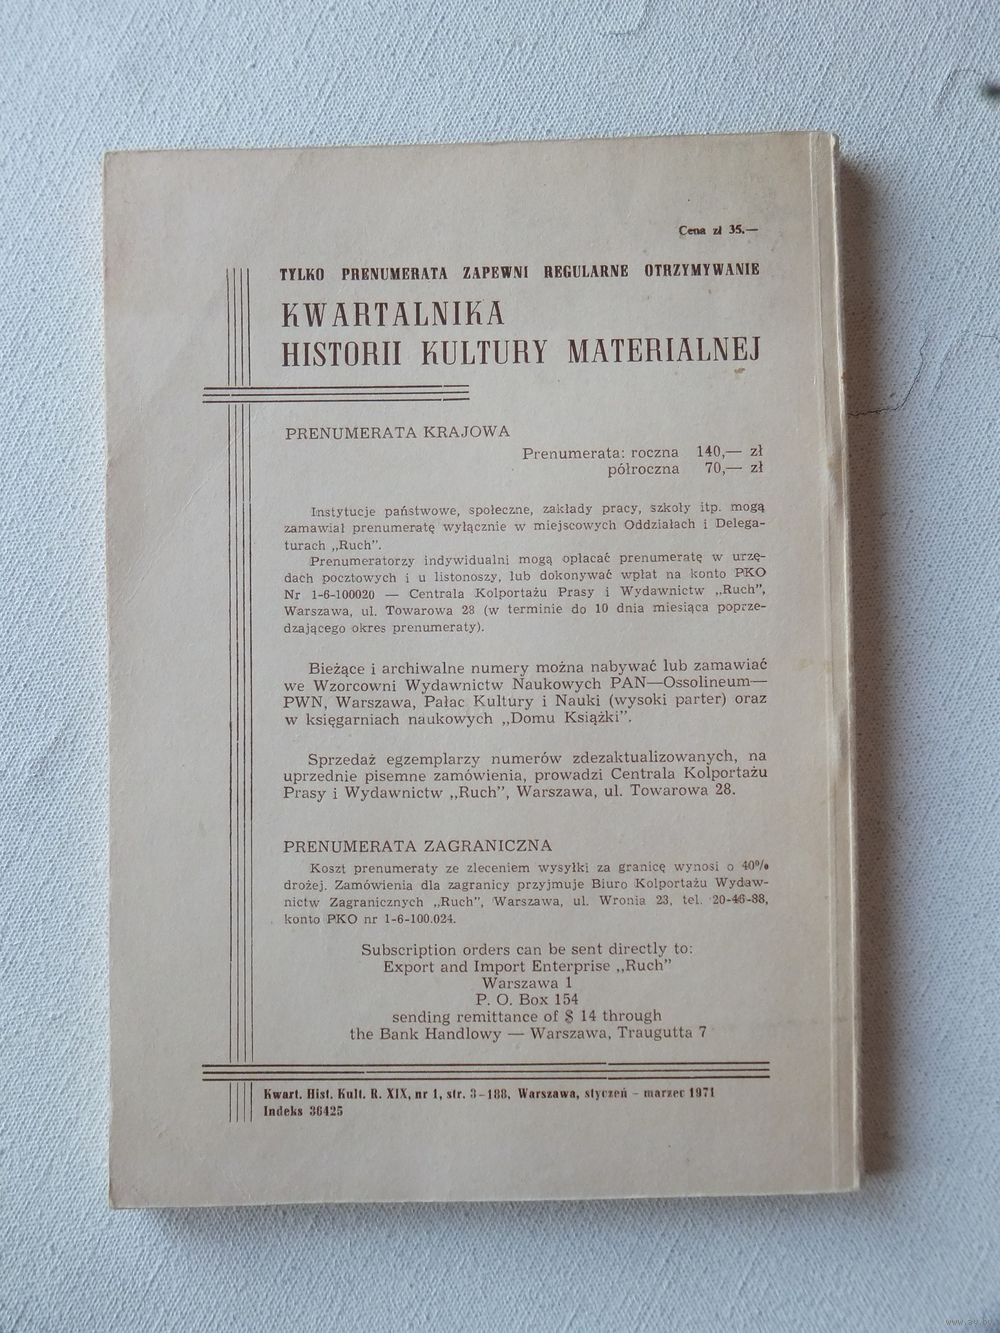 Cena zł 35.—
TYLKO PRENUMERATA ZAPEWNI REGULARNE OTRZYMYWANIE
KWARTALNIKA
HISTORII KULTURY MATERIALNEJ
PRENUMERATA KRAJOWA
Prenumerata: roczna 140,— zł
półroczna 70,— zł
Instytucje państwowe, społeczne, zakłady pracy, szkoły itp. mogą
zamawiał prenumeratę wyłącznie w miejscowych Oddziałach i Delega-
turach „Ruch”.
Prenumeratorzy indywidualni mogą opłacać prenumeratę w urzę-
dach pocztowych i u listonoszy, lub dokonywać wpłat na konto PKO
Nr 1-6-100020 — Centrala Kolportażu Prasy i Wydawnictw „Ruch”,
Warszawa, ul. Towarowa 28 (w terminie do 10 dnia miesiąca poprze-
dzającego okres prenumeraty).
Bieżące i archiwalne numery można nabywać lub zamawiać
we Wzorcowni Wydawnictw Naukowych PAN—Ossolineum—
PWN, Warszawa, Pałac Kultury i Nauki (wysoki parter) oraz
w księgarniach naukowych „Domu Książki”.
Sprzedaż egzemplarzy numerów zdezaktualizowanych, na
uprzednie pisemne zamówienia, prowadzi Centrala Kolportażu
Prasy i Wydawnictw „Ruch”, Warszawa, ul. Towarowa 28.
PRENUMERATA ZAGRANICZNA
Koszt prenumeraty ze zleceniem wysyłki za granicę wynosi o 40%
drożej. Zamówienia dla zagranicy przyjmuje Biuro Kolportażu Wydaw-
nictw Zagranicznych „Ruch”, Warszawa, ul. Wronia 23, tel. 20-46-88,
konto PKO nr 1-6-100.024.
Subscription orders can be sent directly to:
Export and Import Enterprise „Ruch”
Warszawa 1
P. O. Box 154
sending remittance of $ 14 through
the Bank Handlowy — Warszawa, Traugutta 7
Kwart. Hist. Kult. R. XIX, nr 1, str. 3-188, Warszawa, styczeń - marzec 1971
Indeks 36425
www.ay.by